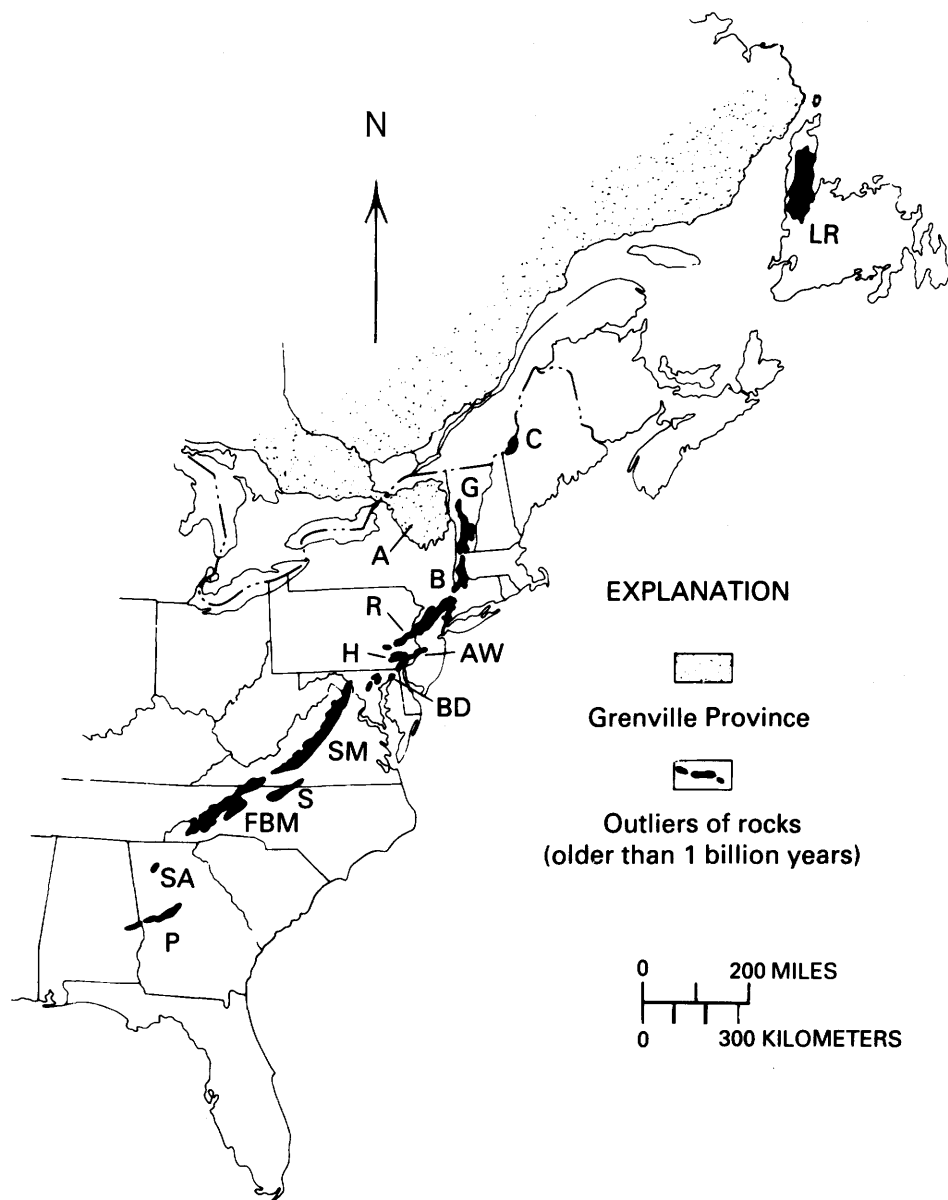 N
LR
C
G
A
B
R
H
AW
BD
SM
S
FBM
SA
P
EXPLANATION
Grenville Province
Outliers of rocks
(older than 1 billion years)
0 200 MILES
0 300 KILOMETERS